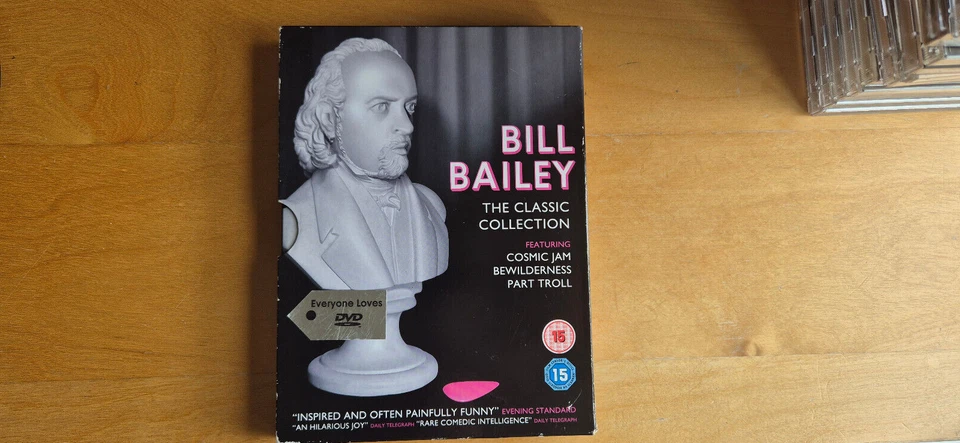 BILL
BAILEY
THE CLASSIC
COLLECTION
FEATURING
COSMIC JAM
BEWILDERNESS
PART TROLL
Everyone Loves
DVD
15
15
"INSPIRED AND OFTEN PAINFULLY FUNNY" EVENING STANDARD
"AN HILARIOUS JOY" DAILY TELEGRAPH "RARE COMEDIC INTELLIGENCE" DAILY TELEGRAPH